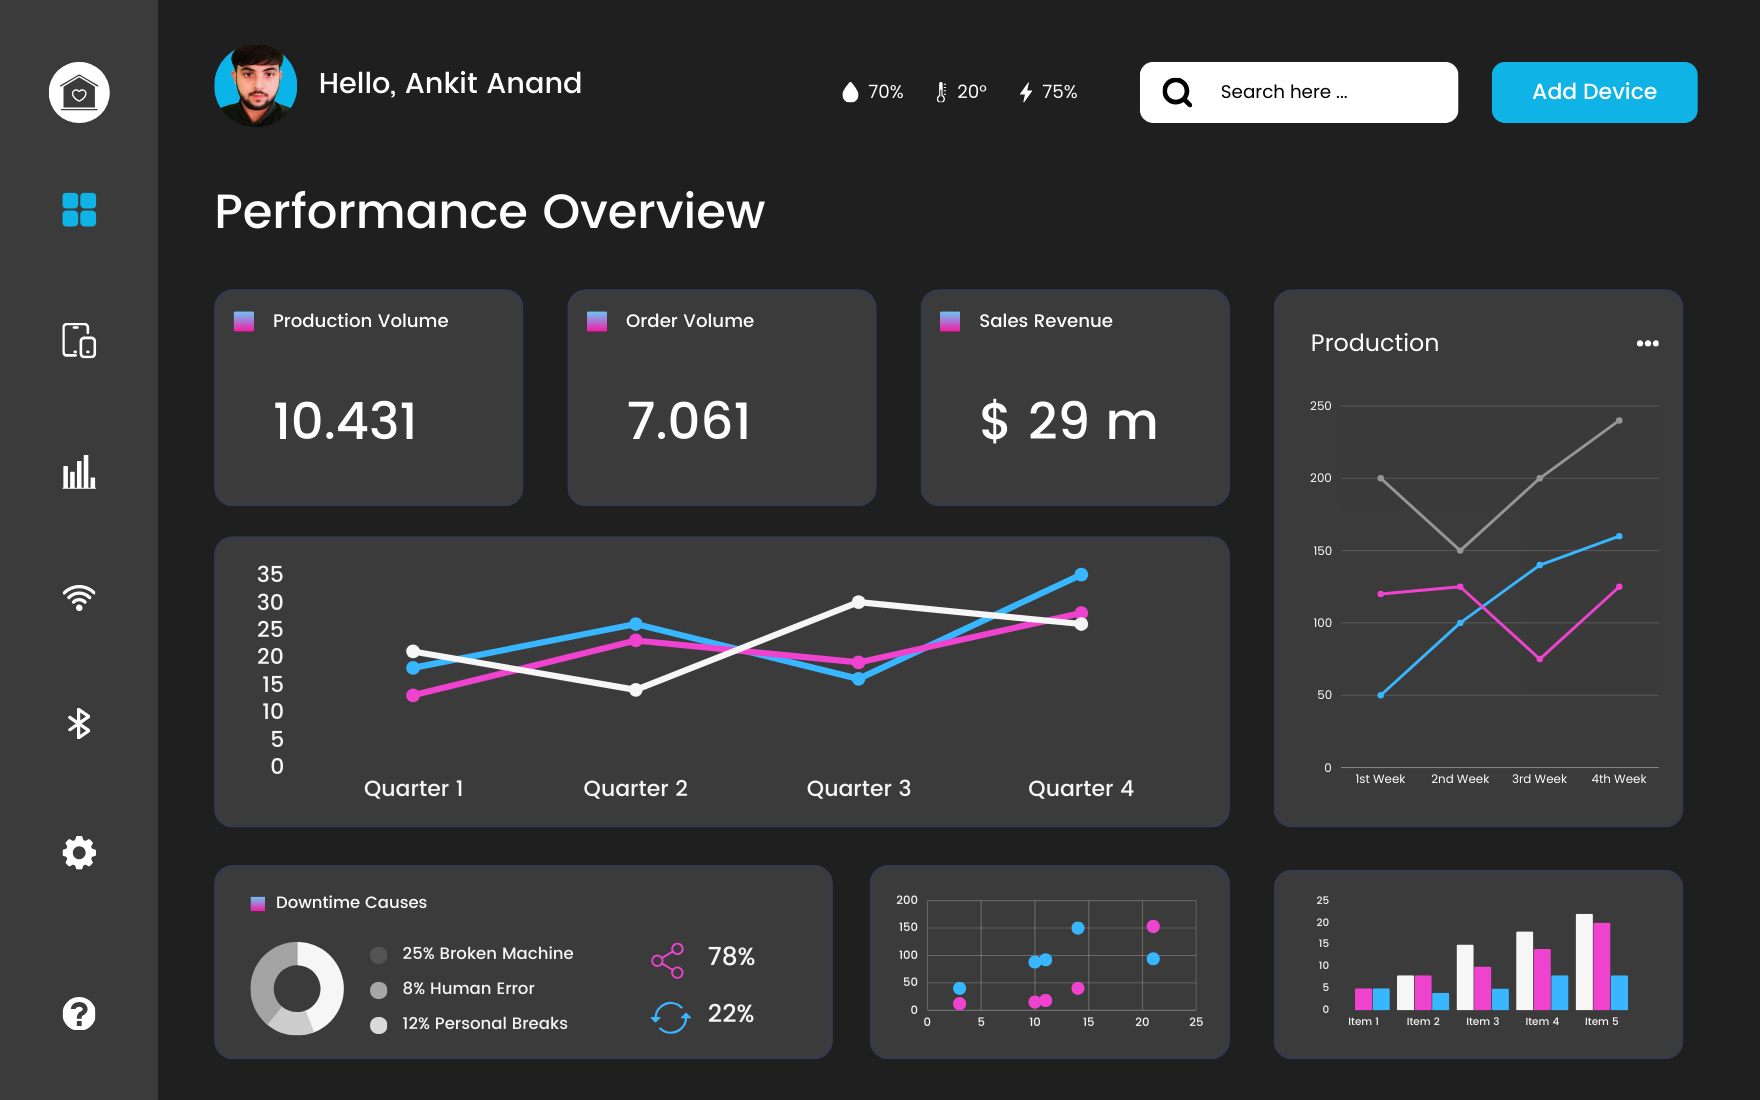 Hello, Ankit Anand
70%
20°
75%
Search here ...
Add Device
Performance Overview
Production Volume
10.431
Order Volume
7.061
Sales Revenue
$ 29 m
Production
250
200
150
100
50
0
1st Week 2nd Week 3rd Week 4th Week
35
30
25
20
15
10
5
0
Quarter 1 Quarter 2 Quarter 3 Quarter 4
Downtime Causes
25% Broken Machine
8% Human Error
12% Personal Breaks
78%
22%
200
150
100
50
0
0 5 10 15 20 25
25
20
15
10
5
0
Item 1 Item 2 Item 3 Item 4 Item 5